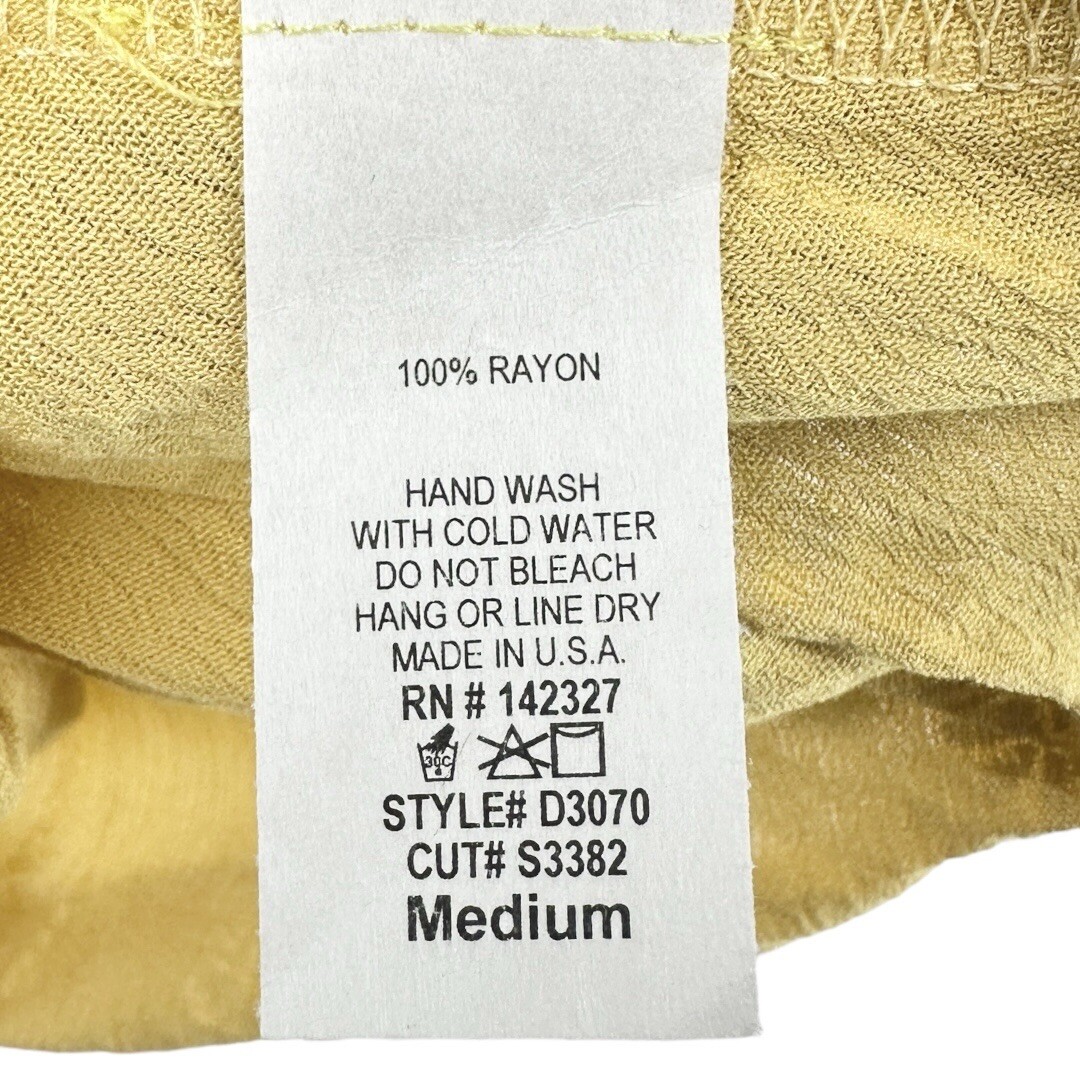 100% RAYON
HAND WASH
WITH COLD WATER
DO NOT BLEACH
HANG OR LINE DRY
MADE IN U.S.A.
RN # 142327
30C
STYLE# D3070
CUT# S3382
Medium